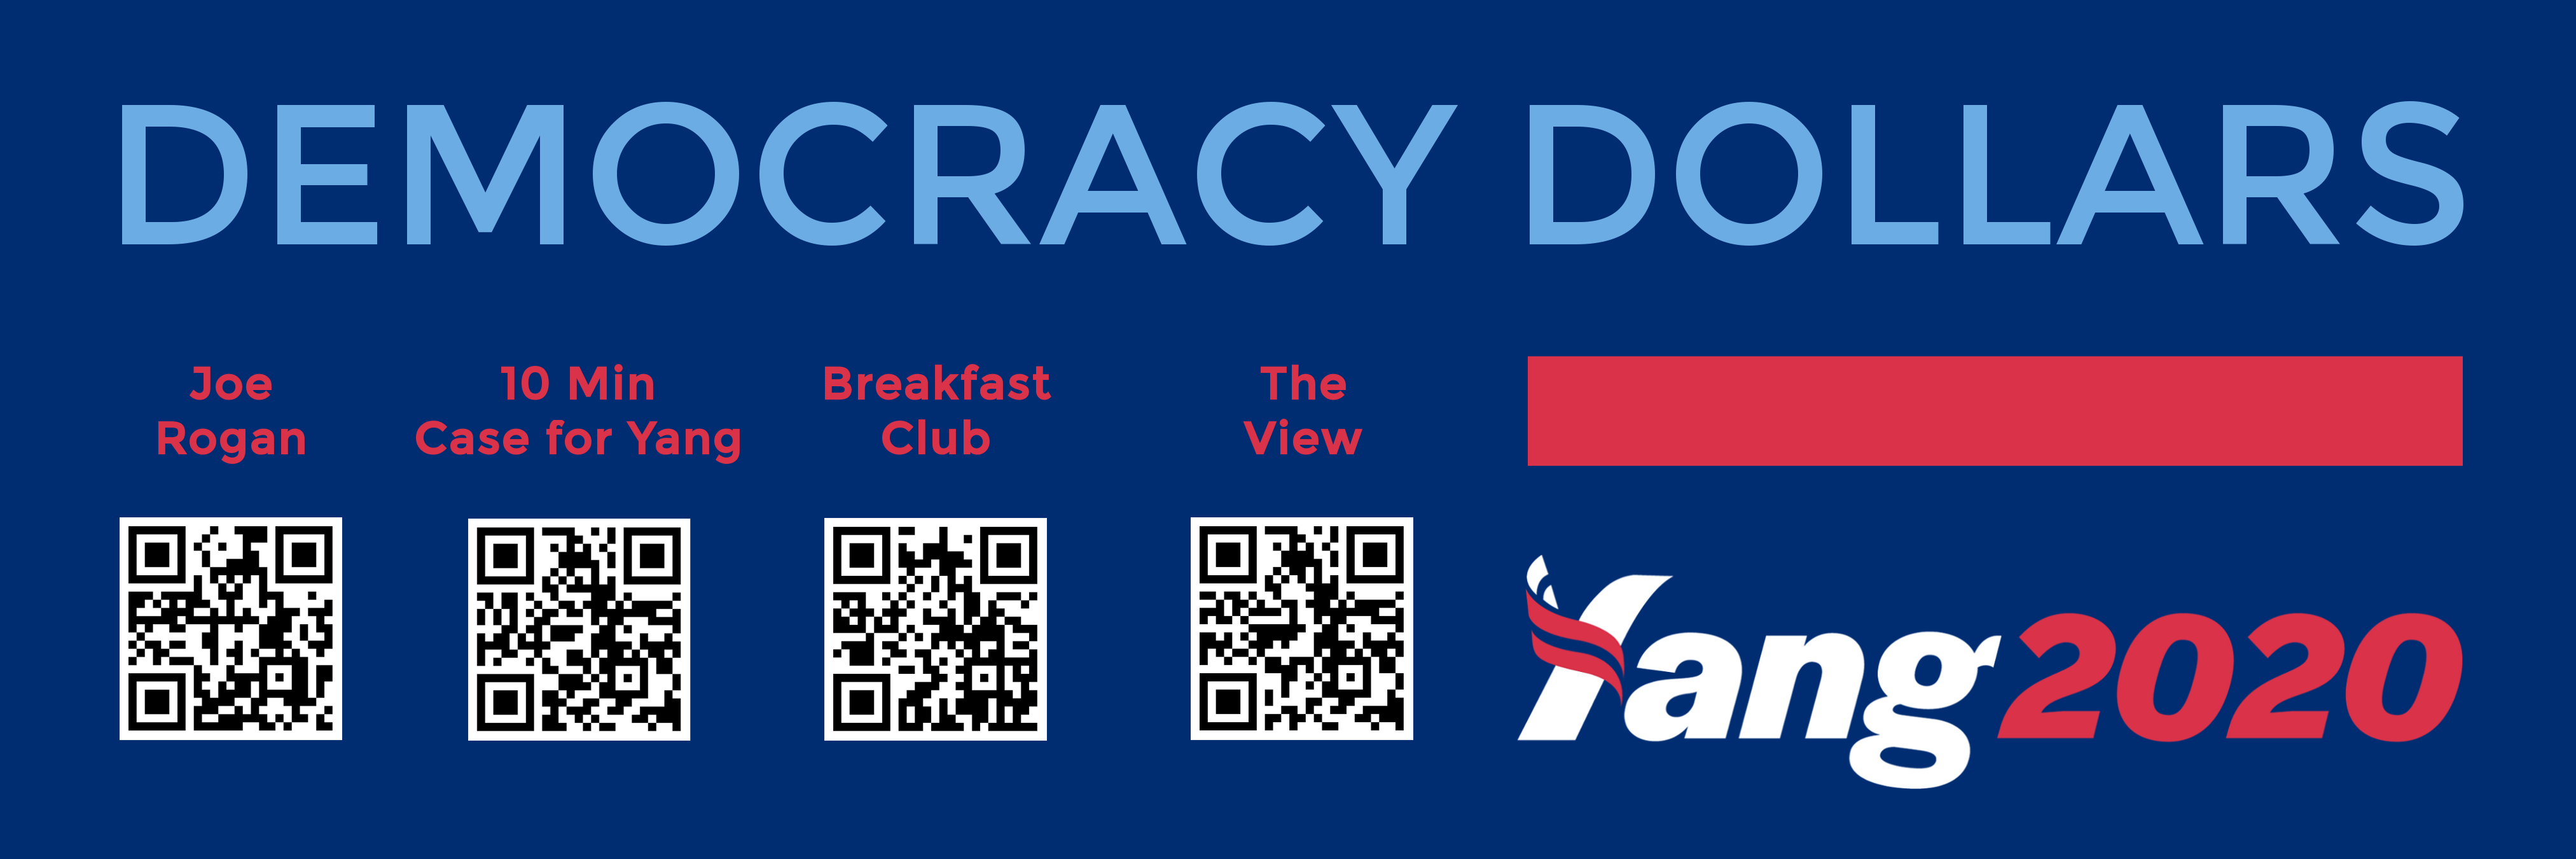 DEMOCRACY DOLLARS
Joe
Rogan
10 Min
Case for Yang
Breakfast
Club
The
View
Yang2020